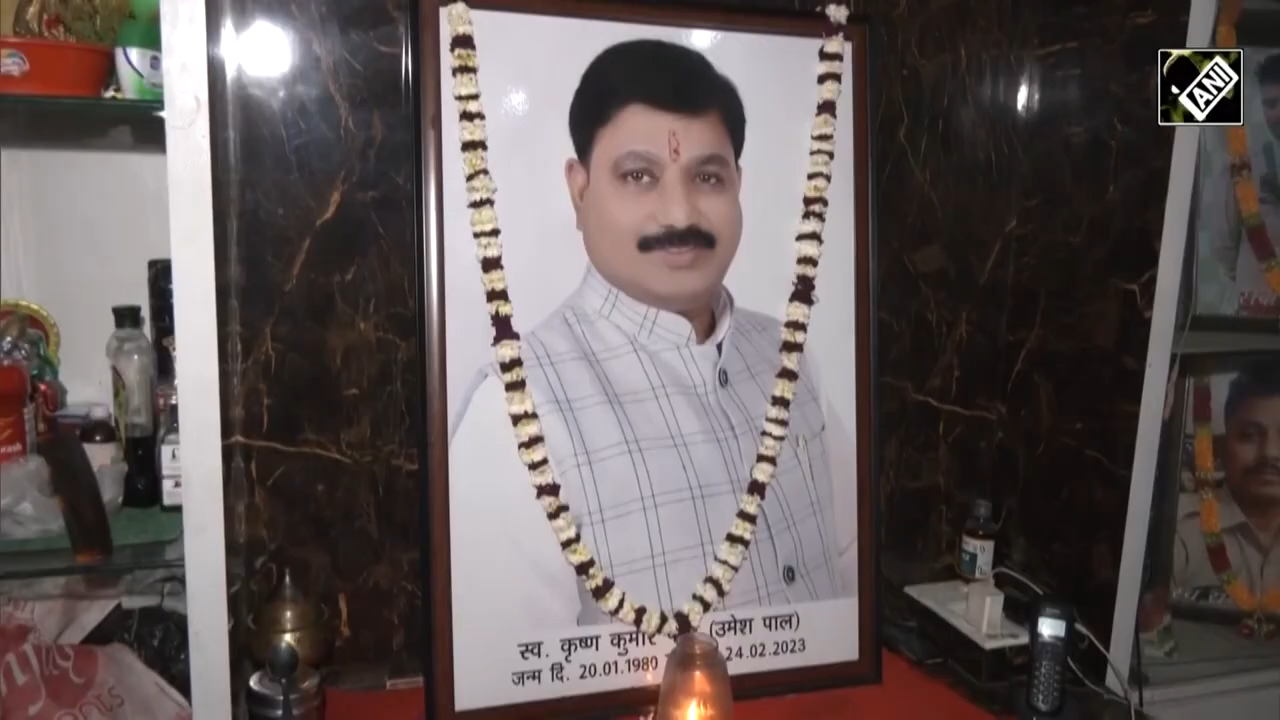 ANI
स्व. कृष्ण कुमार (उमेश पाल)
जन्म दि. 20.01.1980 24.02.2023